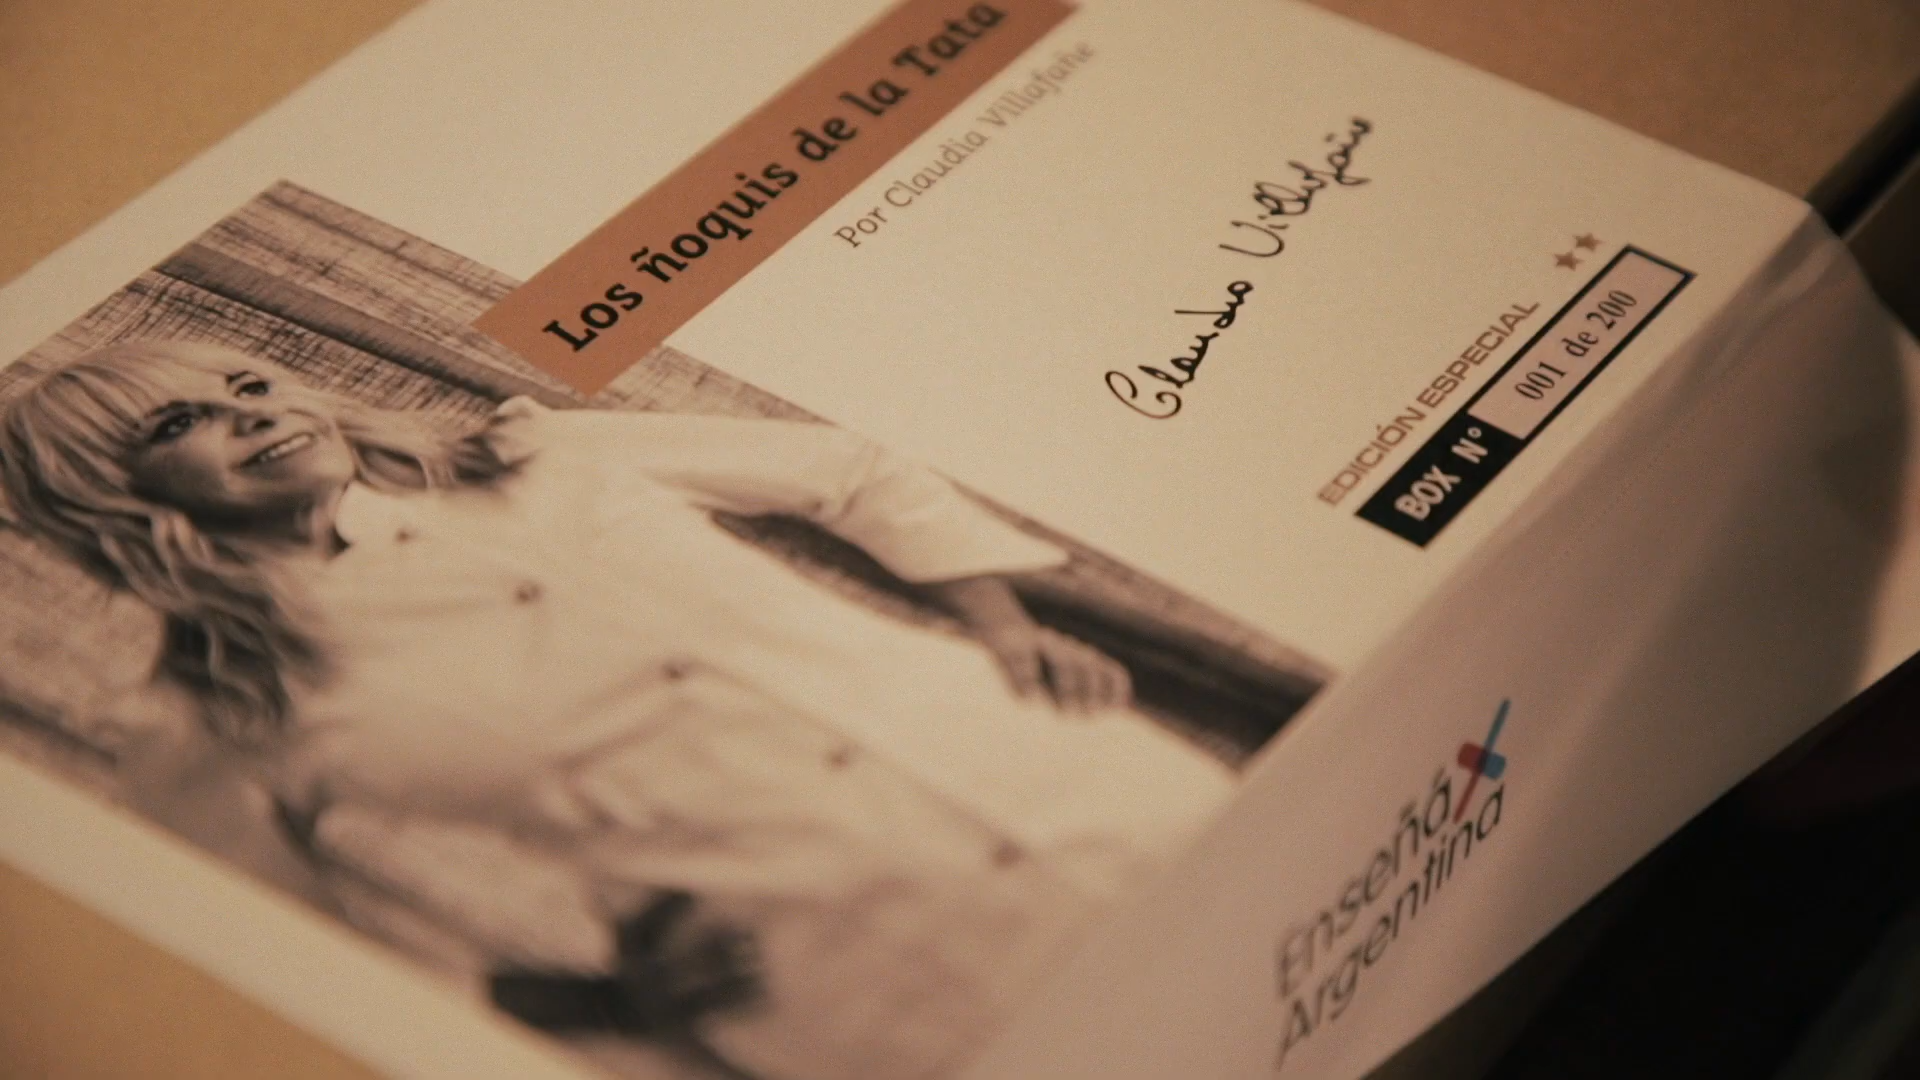 Los ñoquis de la Tata
Por Claudia Villafañe
Claudia Villafañe
EDICIÓN ESPECIAL
BOX N° 001 de 200
Enseñá
Argentina